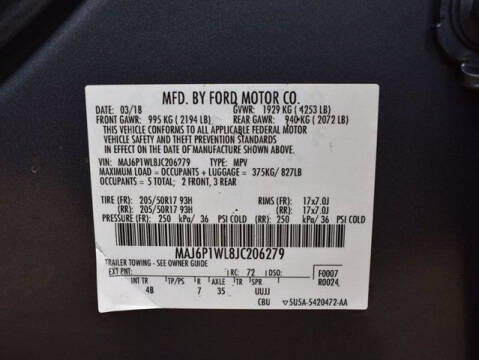 MFD. BY FORD MOTOR CO.
DATE: 03/18 GVWR: 1929 KG ( 4253 LB)
FRONT GAWR: 995 KG ( 2194 LB) REAR GAWR: 940 KG ( 2072 LB)
THIS VEHICLE CONFORMS TO ALL APPLICABLE FEDERAL MOTOR
VEHICLE SAFETY AND THEFT PREVENTION STANDARDS
IN EFFECT ON THE DATE OF MANUFACTURE SHOWN ABOVE.
VIN: MAJ6P1WL8JC206279 TYPE: MPV
MAXIMUM LOAD = OCCUPANTS + LUGGAGE = 375KG/ 827LB
OCCUPANTS = 5 TOTAL; 2 FRONT, 3 REAR
TIRE (FR): 205/50R17 93H RIMS (FR): 17x7.0J
(RR): 205/50R17 93H (RR): 17x7.0J
PRESSURE (FR): 250 kPa/ 36 PSI COLD (RR): 250 kPa/ 36 PSI COLD
MAJ6P1WL8JC206279
TRAILER TOWING - SEE OWNER GUIDE
EXT PNT: RC: 72 DSO: F0007
INT TR TP/PS R AXLE TR SPR R0024
4B 7 35 UUJJ
CBU 5U5A-5420472-AA